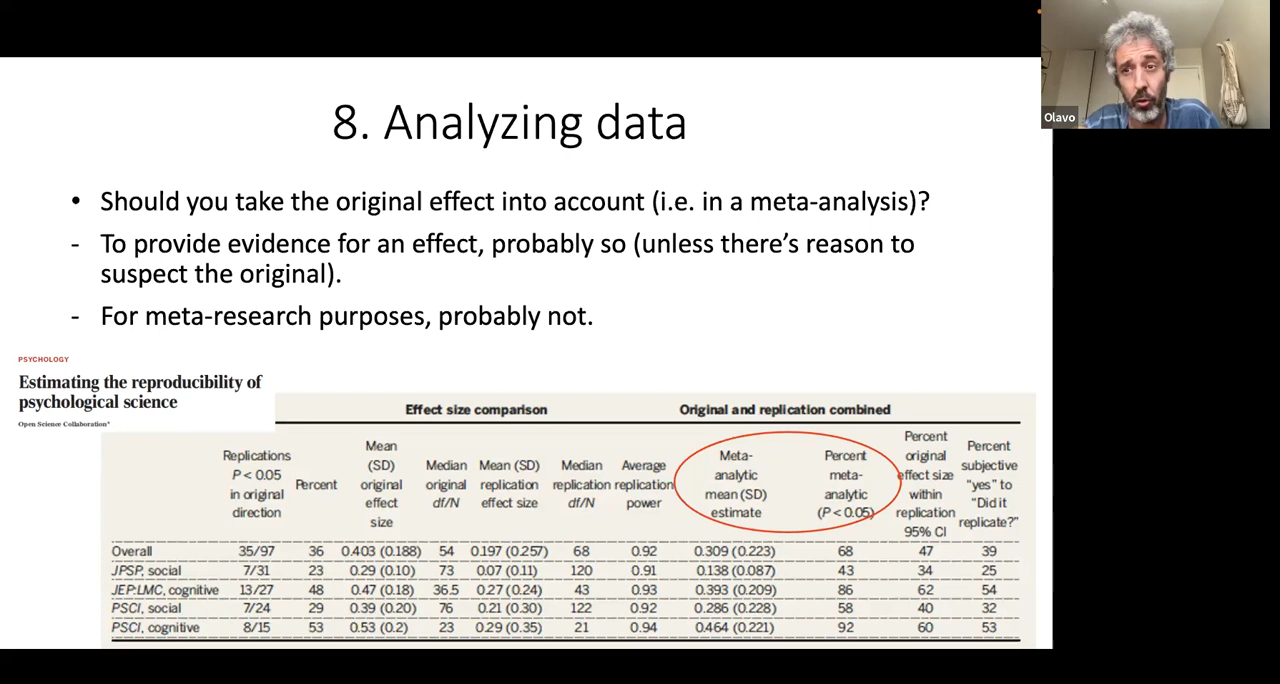 Olavo
8. Analyzing data
• Should you take the original effect into account (i.e. in a meta-analysis)?
- To provide evidence for an effect, probably so (unless there's reason to
suspect the original).
- For meta-research purposes, probably not.
PSYCHOLOGY
Estimating the reproducibility of
psychological science
Open Science Collaboration*
Effect size comparison
Original and replication combined
Replications
P < 0.05
in original
direction
Percent
Mean
(SD)
original
effect
size
Median
original
df/N
Mean (SD)
replication
effect size
Median
replication
df/N
Average
replication
power
Meta-
analytic
mean (SD)
estimate
Percent
meta-
analytic
(P < 0.05)
Percent
original
effect size
within
replication
95% CI
Percent
subjective
"yes" to
"Did it
replicate?"
Overall 35/97 36 0.403 (0.188) 54 0.197 (0.257) 68 0.92 0.309 (0.223) 68 47 39
JPSP, social 7/31 23 0.29 (0.10) 73 0.07 (0.11) 120 0.91 0.138 (0.087) 43 34 25
JEP:LMC, cognitive 13/27 48 0.47 (0.18) 36.5 0.27 (0.24) 43 0.93 0.393 (0.209) 86 62 54
PSCI, social 7/24 29 0.39 (0.20) 76 0.21 (0.30) 122 0.92 0.286 (0.228) 58 40 32
PSCI, cognitive 8/15 53 0.53 (0.2) 23 0.29 (0.35) 21 0.94 0.464 (0.221) 92 60 53